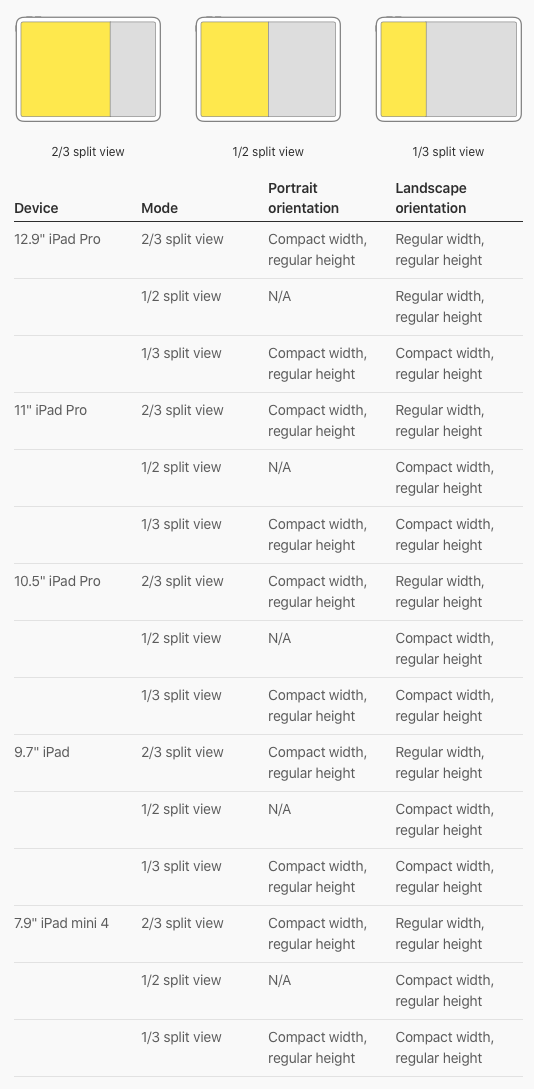 2/3 split view 1/2 split view 1/3 split view
Device Mode Portrait orientation Landscape orientation
12.9" iPad Pro 2/3 split view Compact width, regular height Regular width, regular height
1/2 split view N/A Regular width, regular height
1/3 split view Compact width, regular height Compact width, regular height
11" iPad Pro 2/3 split view Compact width, regular height Regular width, regular height
1/2 split view N/A Compact width, regular height
1/3 split view Compact width, regular height Compact width, regular height
10.5" iPad Pro 2/3 split view Compact width, regular height Regular width, regular height
1/2 split view N/A Compact width, regular height
1/3 split view Compact width, regular height Compact width, regular height
9.7" iPad 2/3 split view Compact width, regular height Regular width, regular height
1/2 split view N/A Compact width, regular height
1/3 split view Compact width, regular height Compact width, regular height
7.9" iPad mini 4 2/3 split view Compact width, regular height Regular width, regular height
1/2 split view N/A Compact width, regular height
1/3 split view Compact width, regular height Compact width, regular height